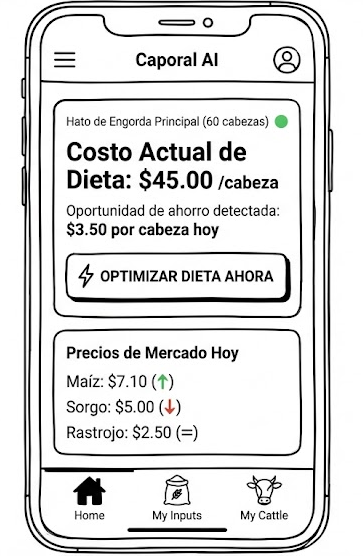 Caporal AI
Hato de Engorda Principal (60 cabezas)
Costo Actual de
Dieta: $45.00 /cabeza
Oportunidad de ahorro detectada:
$3.50 por cabeza hoy
OPTIMIZAR DIETA AHORA
Precios de Mercado Hoy
Maíz: $7.10 (↑)
Sorgo: $5.00 (↓)
Rastrojo: $2.50 (=)
Home My Inputs My Cattle